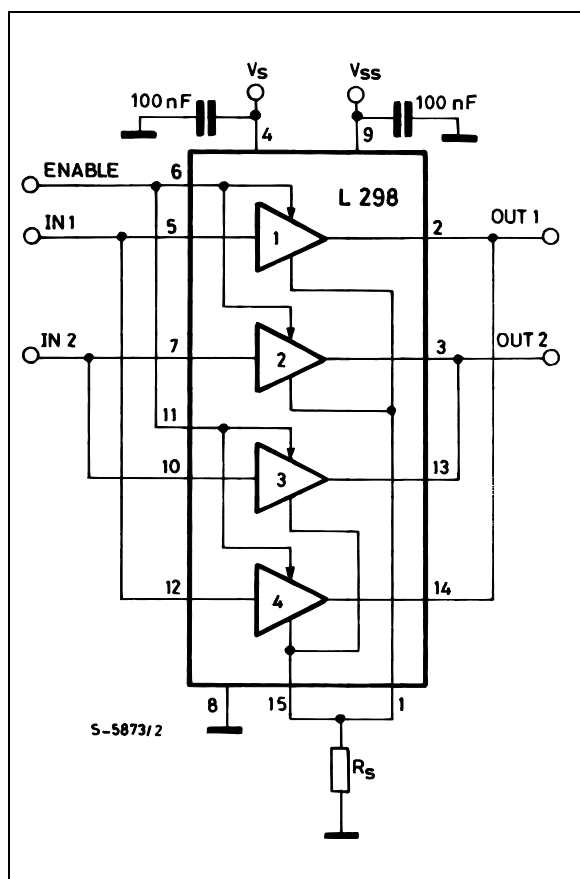 Vs Vss
100 nF 100 nF
4 9
ENABLE 6 L 298
IN 1 5 1 2 OUT 1
IN 2 7 2 3 OUT 2
11
10 3 13
12 4 14
8 15 1
S-5873/2
Rs